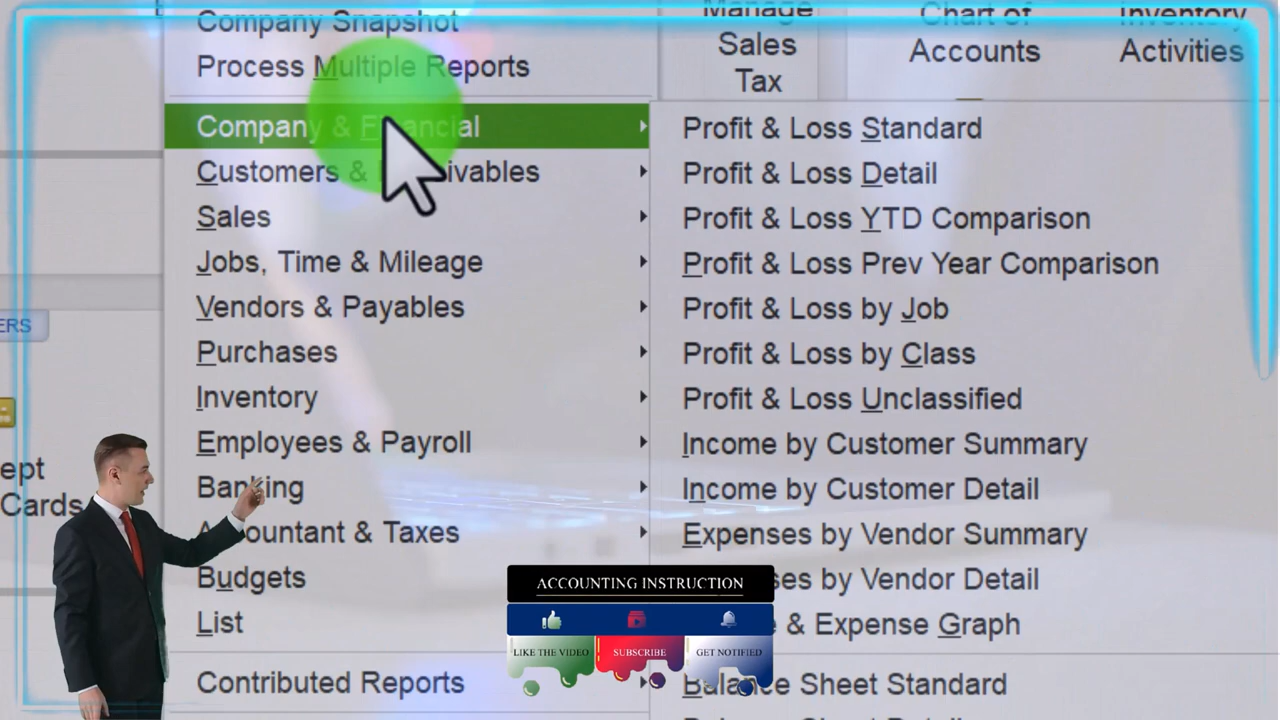 Company Snapshot
Process Multiple Reports
Company & Financial
Customers & ivables
Sales
Jobs, Time & Mileage
Vendors & Payables
Purchases
Inventory
Employees & Payroll
Banking
ountant & Taxes
Budgets
List
Contributed Reports
Manage
Sales
Tax
Chart of
Accounts
Inventory
Activities
Profit & Loss Standard
Profit & Loss Detail
Profit & Loss YTD Comparison
Profit & Loss Prev Year Comparison
Profit & Loss by Job
Profit & Loss by Class
Profit & Loss Unclassified
Income by Customer Summary
Income by Customer Detail
Expenses by Vendor Summary
ses by Vendor Detail
& Expense Graph
Balance Sheet Standard
ERS
ept
Cards
ACCOUNTING INSTRUCTION
LIKE THE VIDEO
SUBSCRIBE
GET NOTIFIED